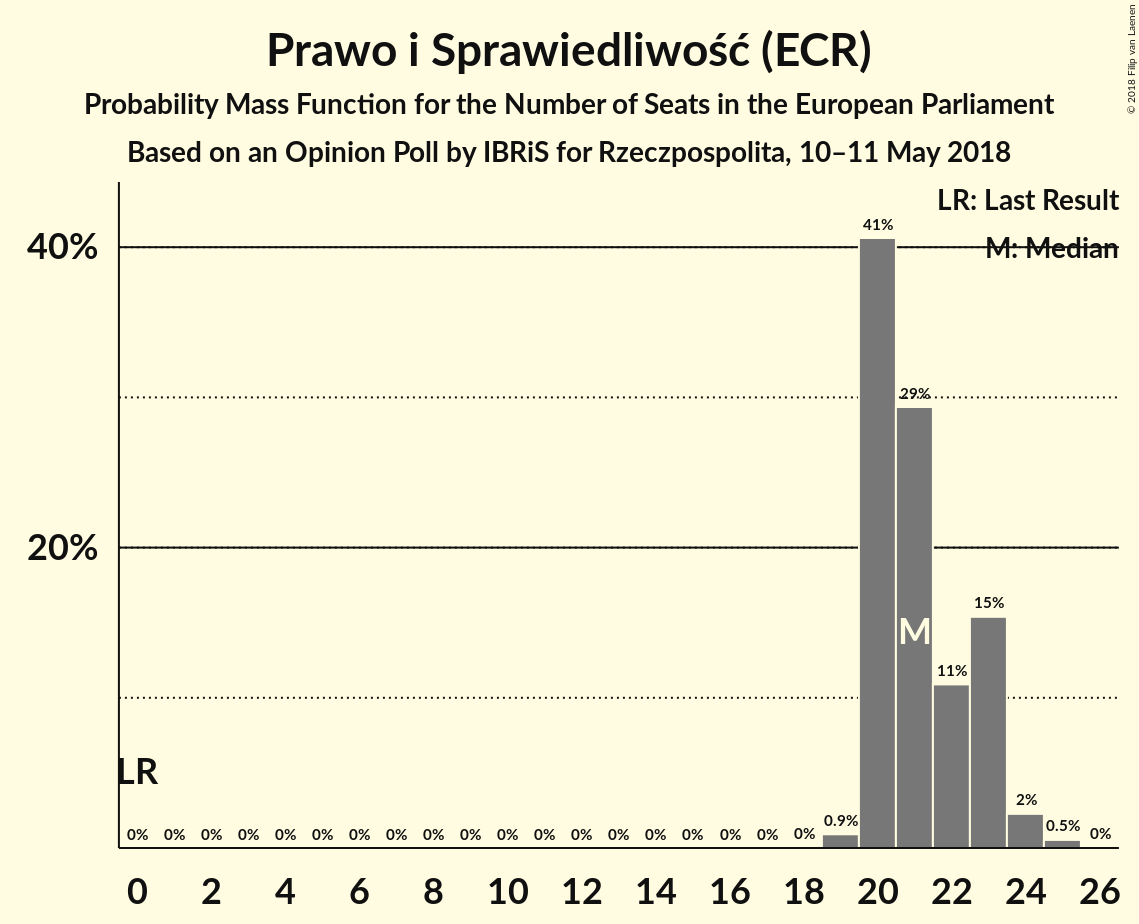 Prawo i Sprawiedliwość (ECR)
Probability Mass Function for the Number of Seats in the European Parliament
Based on an Opinion Poll by IBRiS for Rzeczpospolita, 10–11 May 2018
© 2018 Filip van Laenen
LR: Last Result
M: Median
40%
20%
41%
29%
15%
11%
M
LR
0% 0% 0% 0% 0% 0% 0% 0% 0% 0% 0% 0% 0% 0% 0% 0% 0% 0% 0% 0.9% 2% 0.5% 0%
0 2 4 6 8 10 12 14 16 18 20 22 24 26